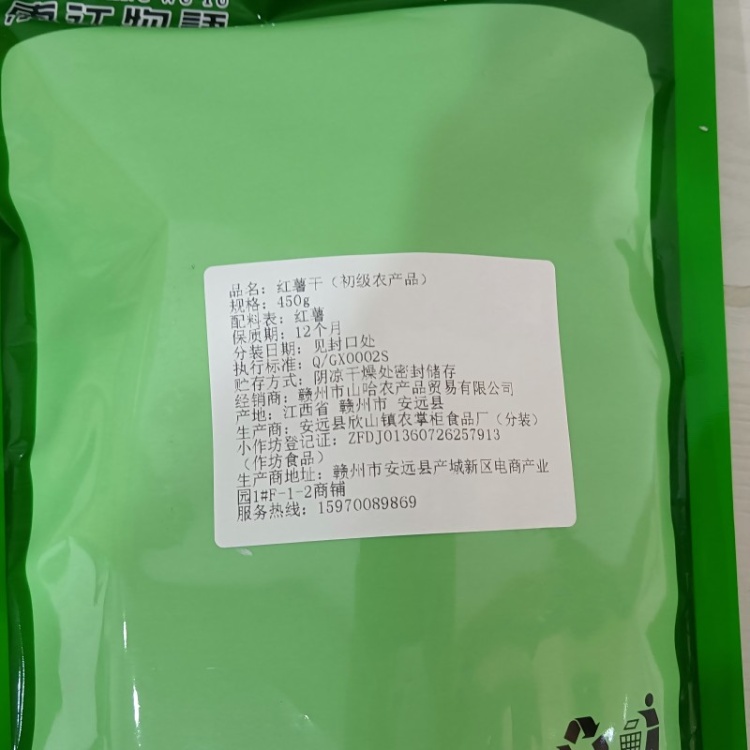 品名：红薯干（初级农产品）
规格：450g
配料表：红薯
保质期：12个月
分装日期：见封口处
执行标准：Q/GX0002S
贮存方式：阴凉干燥处密封储存
经销商：赣州市山哈农产品贸易有限公司
产地：江西省 赣州市 安远县
生产商：安远县欣山镇农掌柜食品厂（分装）
小作坊登记证：ZFDJ01360726257913
（作坊食品）
生产商地址：赣州市安远县产城新区电商产业
园1#F-1-2商铺
服务热线：15970089869